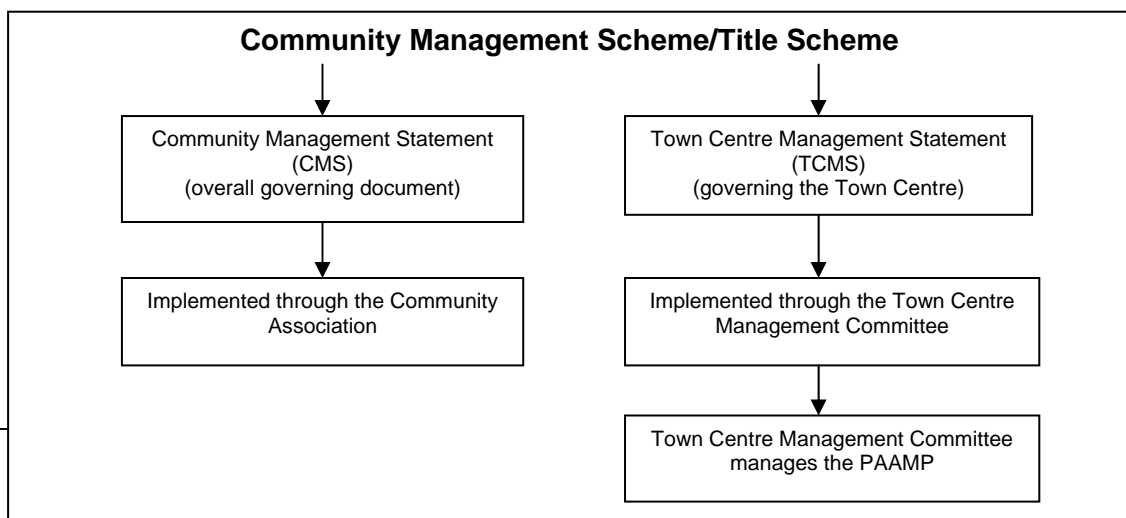 Community Management Scheme/Title Scheme
Community Management Statement
(CMS)
(overall governing document)
Implemented through the Community
Association
Town Centre Management Statement
(TCMS)
(governing the Town Centre)
Implemented through the Town Centre
Management Committee
Town Centre Management Committee
manages the PAAMP